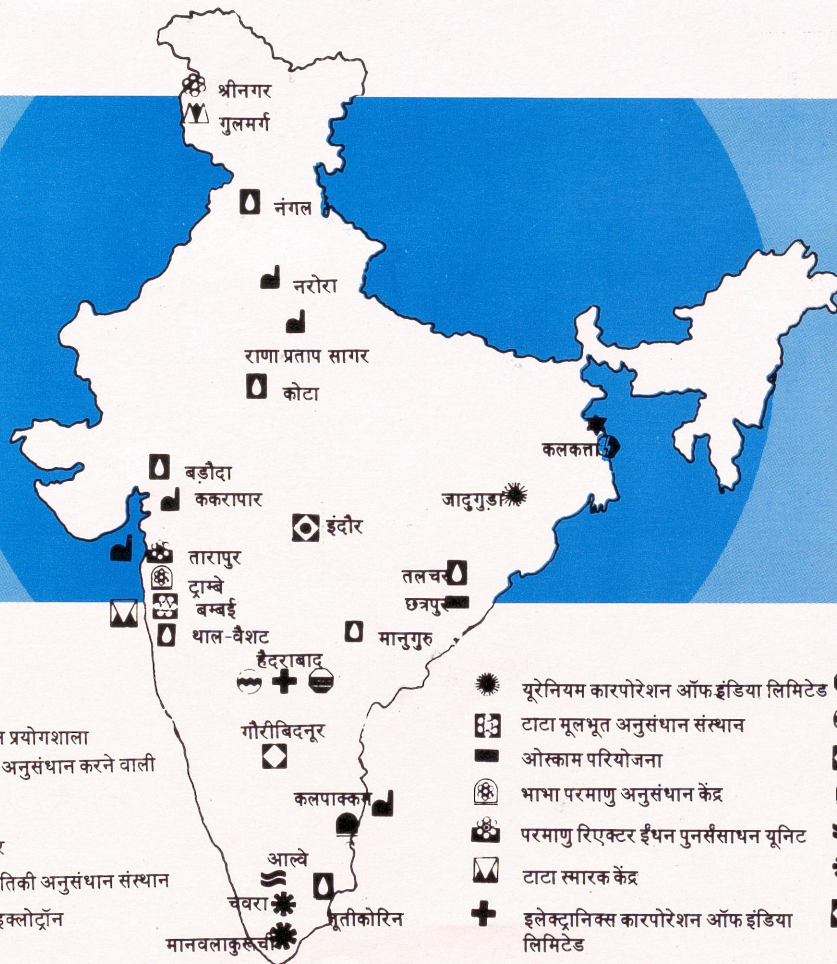 श्रीनगर
गुलमर्ग
नंगल
नरोरा
राणा प्रताप सागर
कोटा
कलकत्ता
बड़ौदा
ककरापार
जादुगुड़ा
इंदौर
तारापुर
तलचर
ट्राम्बे
छत्रपुर
बम्बई
थाल-वैशट
मानुगुरु
हैदराबाद
गौरीबिदनूर
कलपाक्कम
आल्वे
चवरा
तूतीकोरिन
मानवलाकुरूची
प्रयोगशाला
अनुसंधान करने वाली
अनुसंधान संस्थान
यूरेनियम कारपोरेशन ऑफ इंडिया लिमिटेड
टाटा मूलभूत अनुसंधान संस्थान
ओस्काम परियोजना
भाभा परमाणु अनुसंधान केंद्र
परमाणु रिएक्टर ईंधन पुनर्संसाधन यूनिट
टाटा स्मारक केंद्र
इलेक्ट्रानिक्स कारपोरेशन ऑफ इंडिया
लिमिटेड